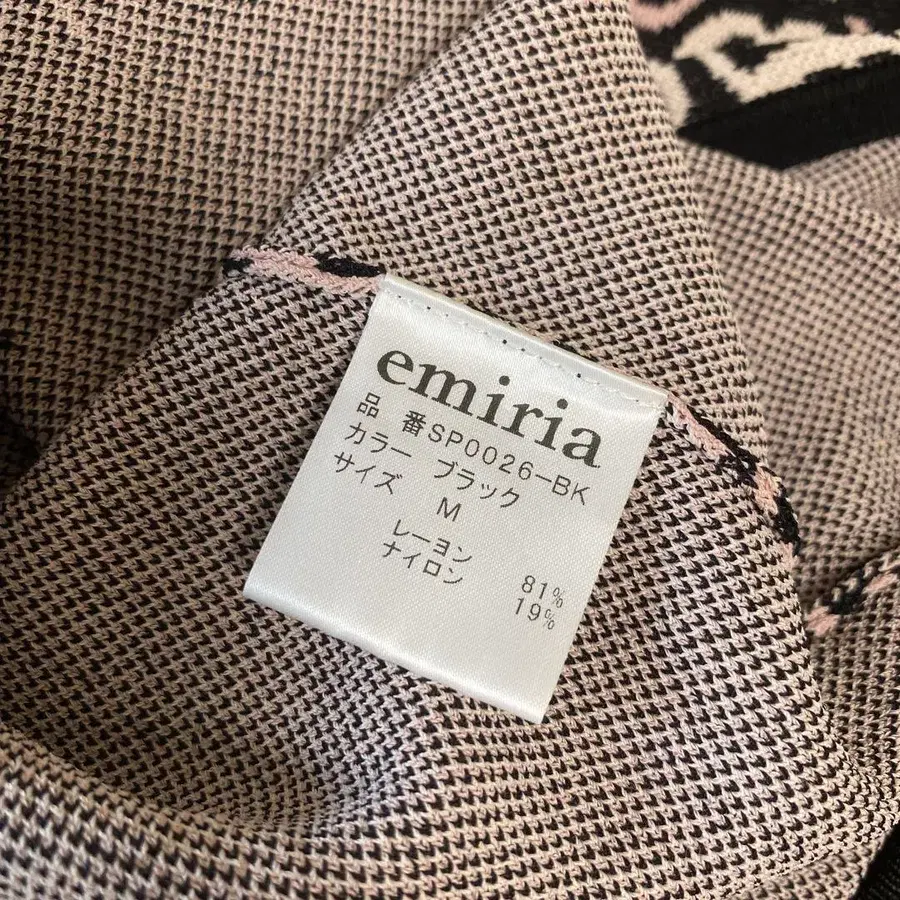 emiria
品 番SP0026-BK
カラー ブラック
サイズ M
レーヨン 81%
ナイロン 19%